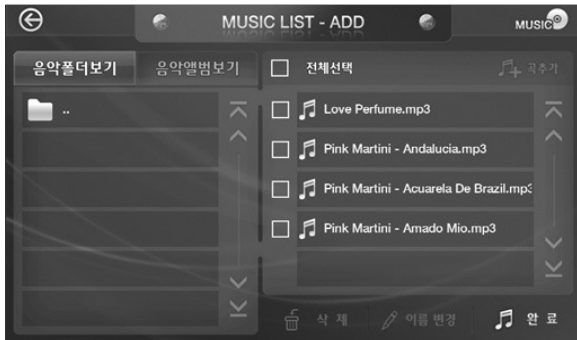 MUSIC LIST - ADD
MUSIC
음악폴더보기
음악앨범보기
..
전체선택
곡추가
Love Perfume.mp3
Pink Martini - Andalucia.mp3
Pink Martini - Acuarela De Brazil.mp3
Pink Martini - Amado Mio.mp3
삭 제
이름 변경
완 료